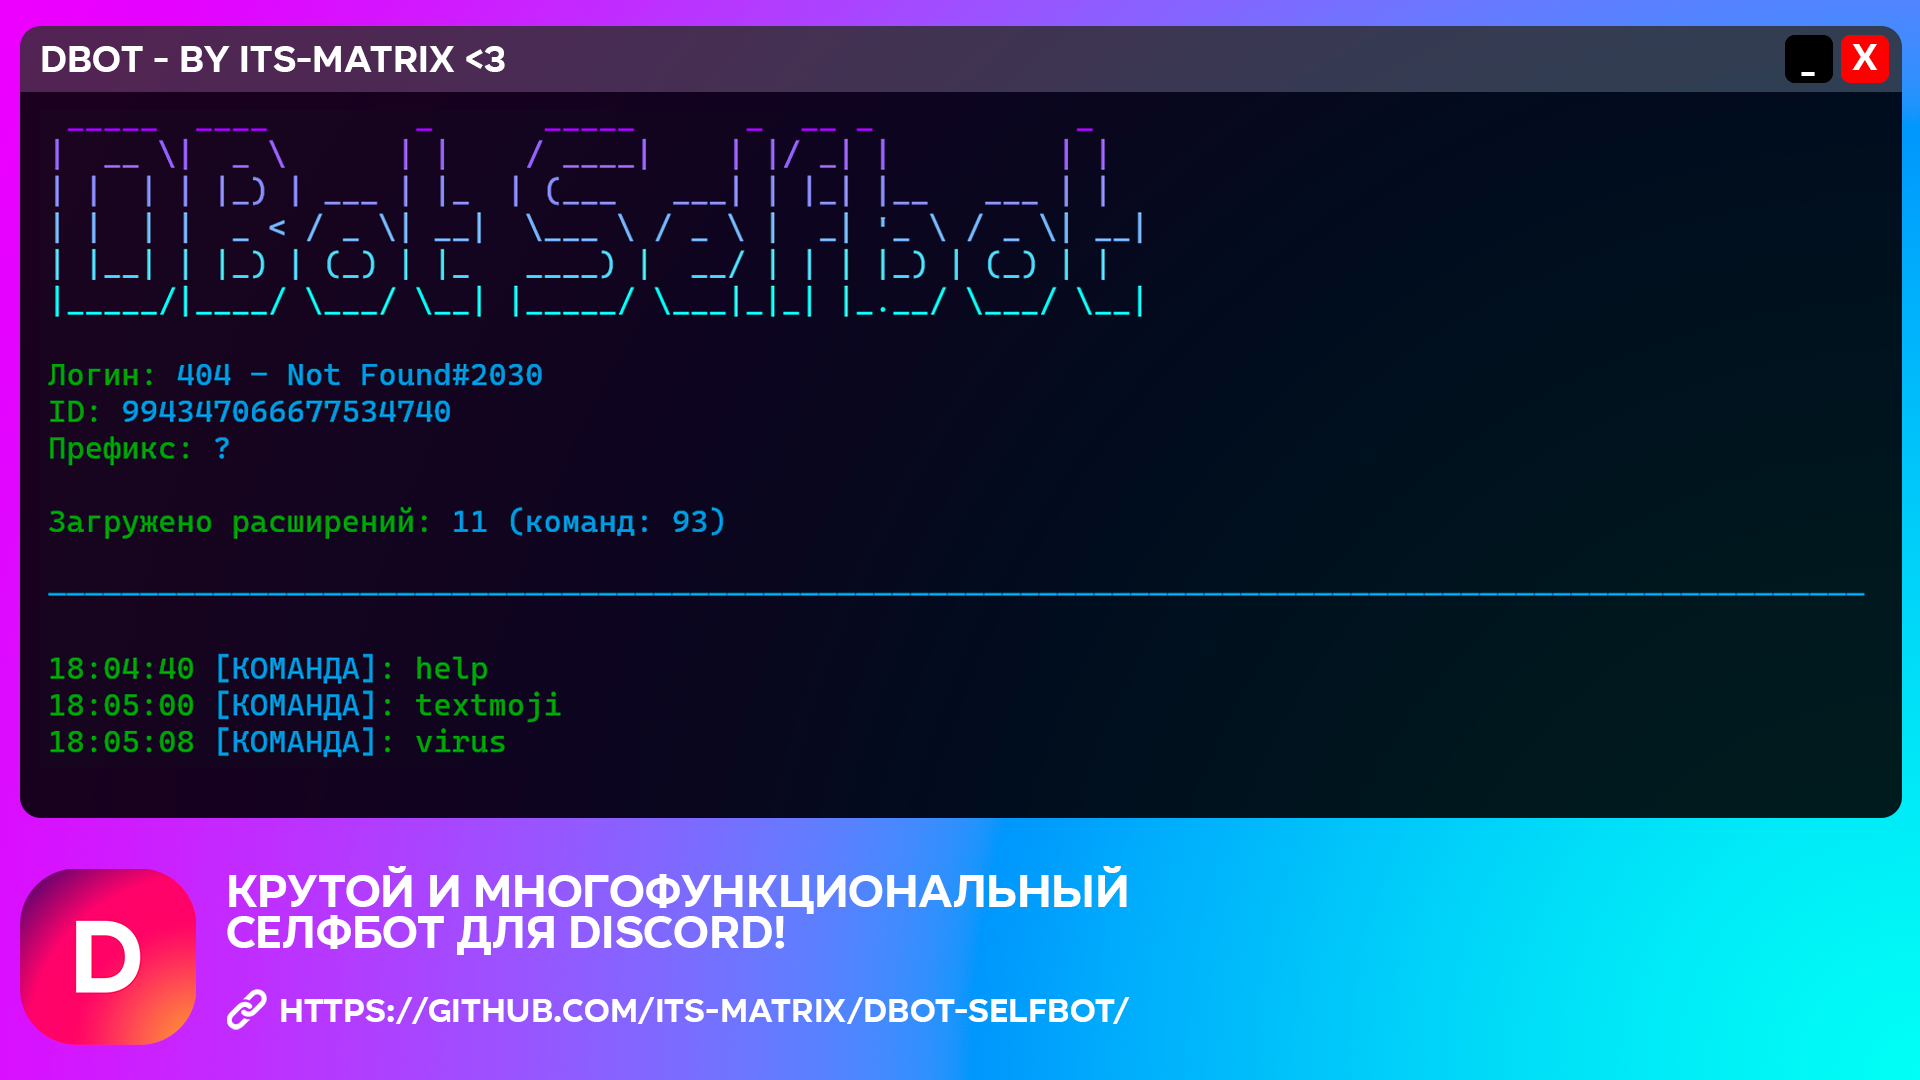 DBOT - BY ITS-MATRIX <3
_ X
DBot Selfbot
Логин: 404 - Not Found#2030
ID: 994347066677534740
Префикс: ?
Загружено расширений: 11 (команд: 93)
18:04:40 [КОМАНДА]: help
18:05:00 [КОМАНДА]: textmoji
18:05:08 [КОМАНДА]: virus
D
КРУТОЙ И МНОГОФУНКЦИОНАЛЬНЫЙ
СЕЛФБОТ ДЛЯ DISCORD!
HTTPS://GITHUB.COM/ITS-MATRIX/DBOT-SELFBOT/